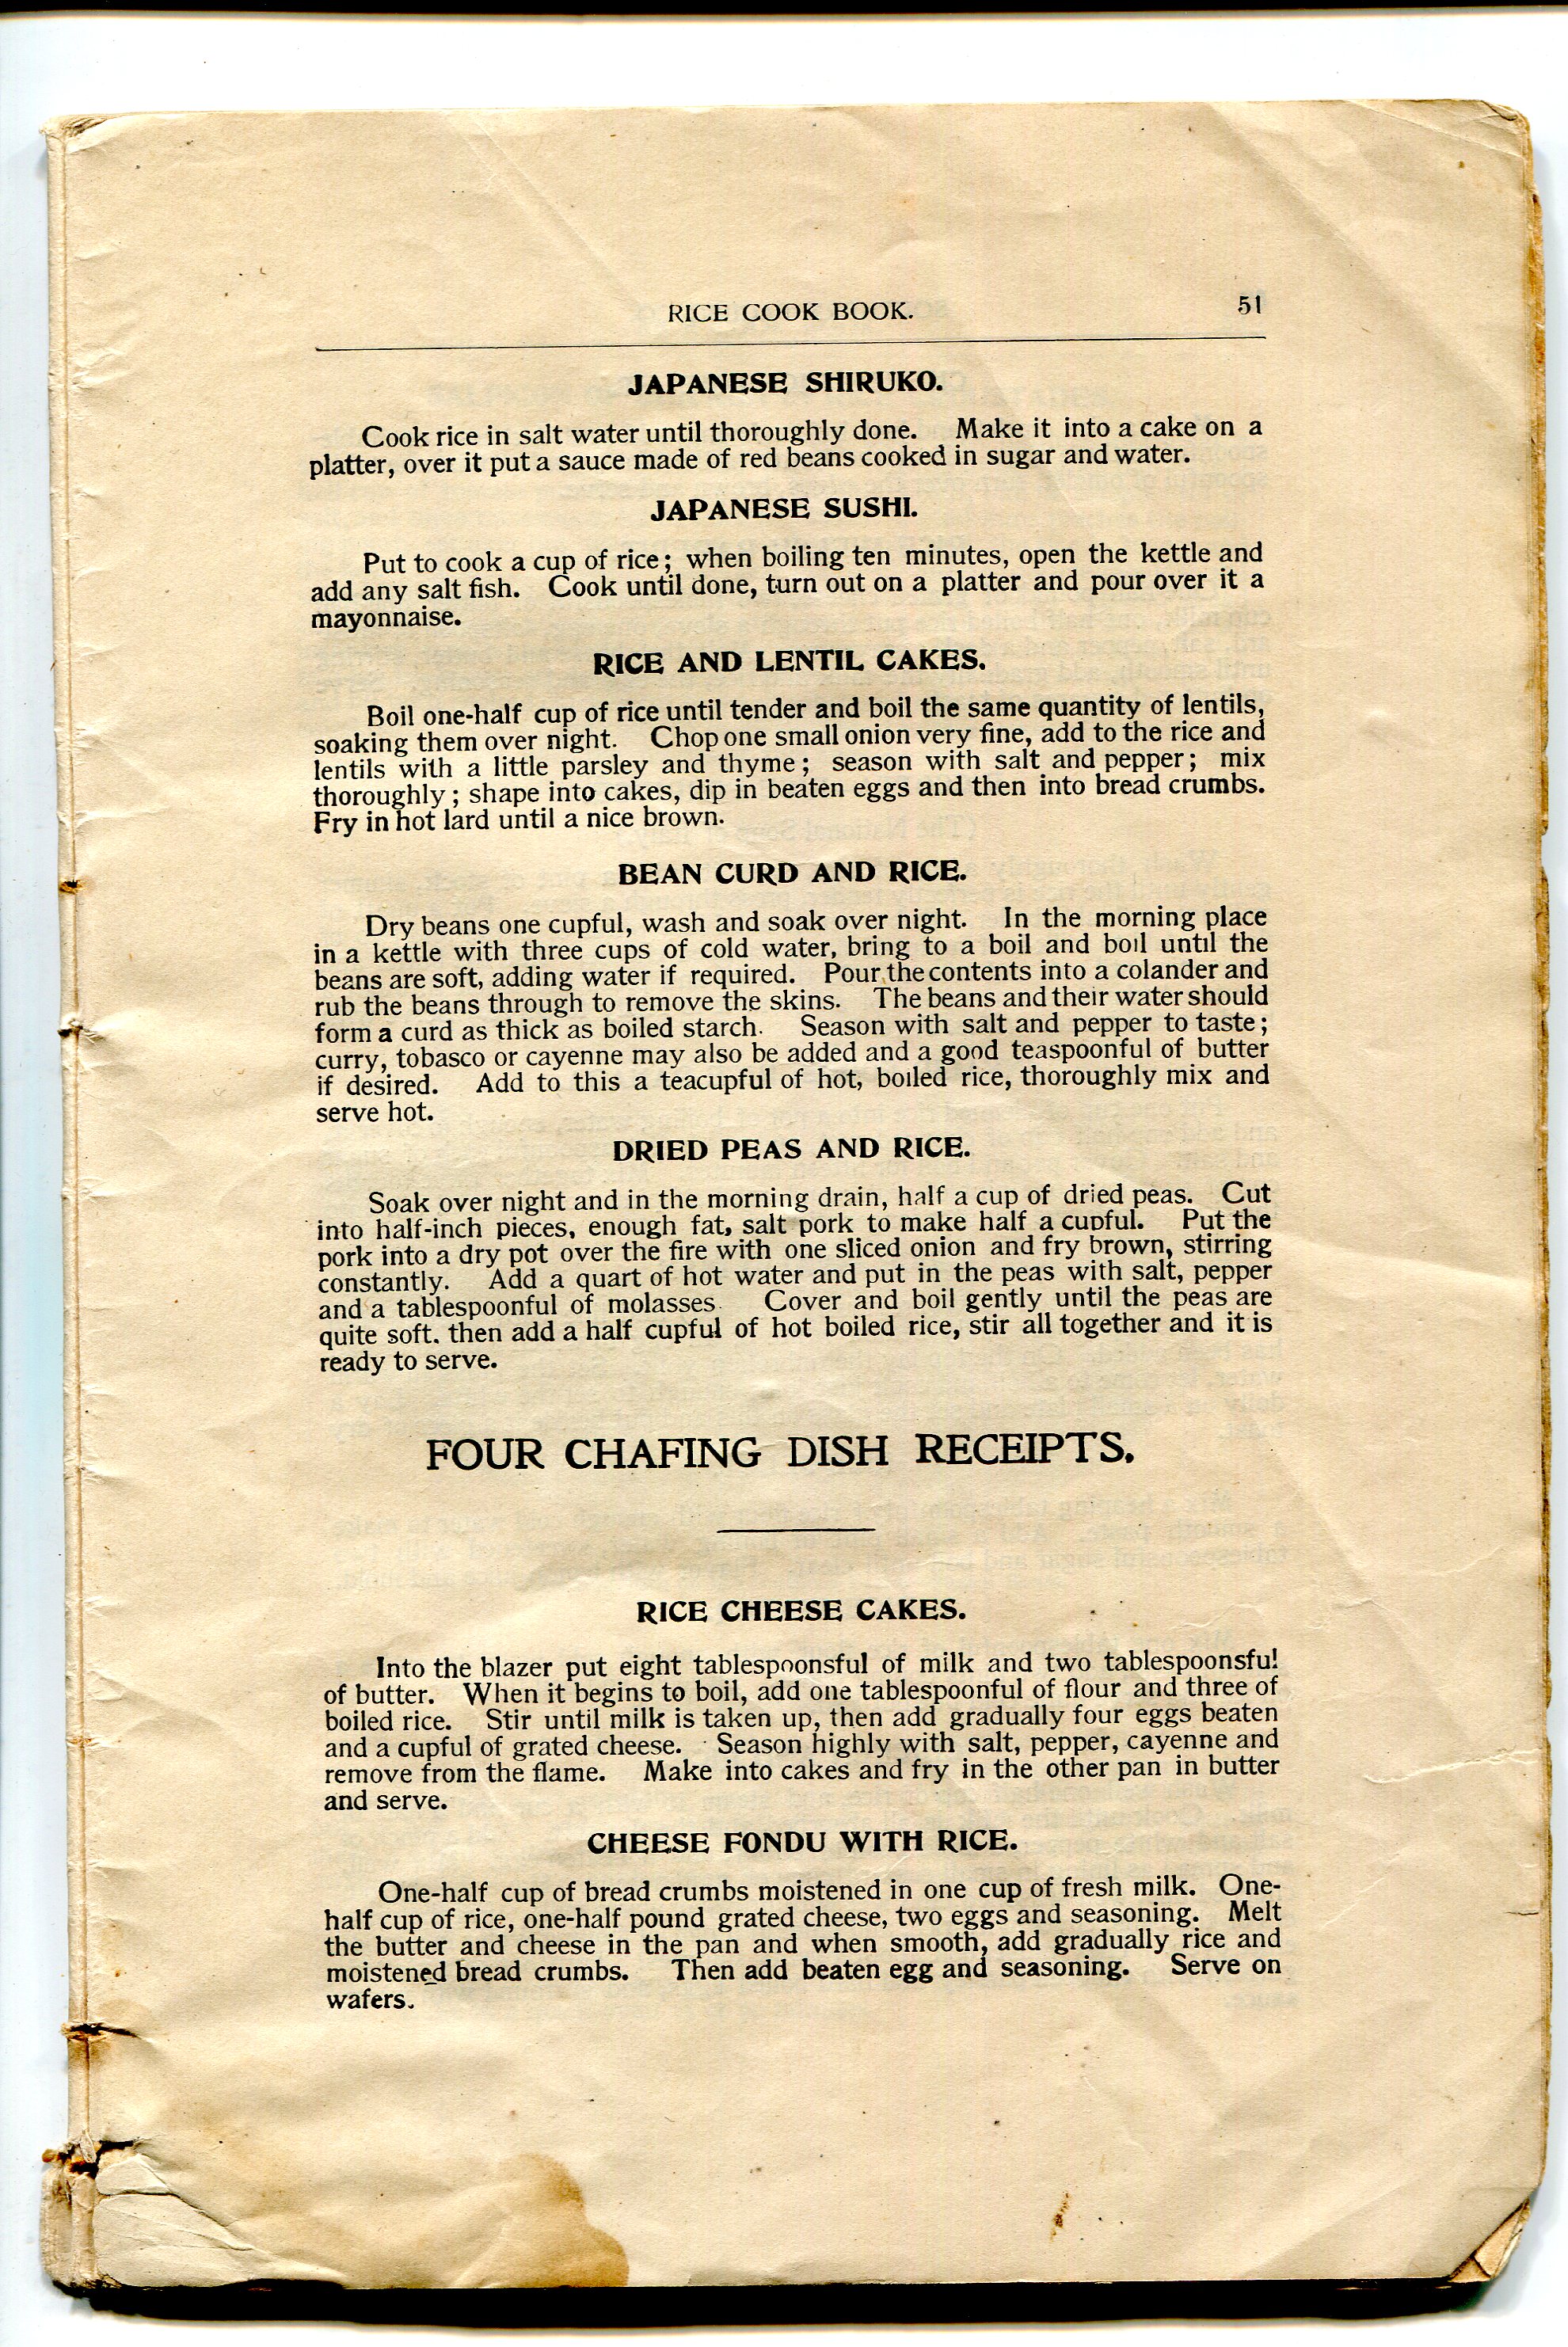 RICE COOK BOOK. 51
JAPANESE SHIRUKO.
Cook rice in salt water until thoroughly done. Make it into a cake on a
platter, over it put a sauce made of red beans cooked in sugar and water.
JAPANESE SUSHI.
Put to cook a cup of rice; when boiling ten minutes, open the kettle and
add any salt fish. Cook until done, turn out on a platter and pour over it a
mayonnaise.
RICE AND LENTIL CAKES.
Boil one-half cup of rice until tender and boil the same quantity of lentils,
soaking them over night. Chop one small onion very fine, add to the rice and
lentils with a little parsley and thyme; season with salt and pepper; mix
thoroughly; shape into cakes, dip in beaten eggs and then into bread crumbs.
Fry in hot lard until a nice brown.
BEAN CURD AND RICE.
Dry beans one cupful, wash and soak over night. In the morning place
in a kettle with three cups of cold water, bring to a boil and boil until the
beans are soft, adding water if required. Pour the contents into a colander and
rub the beans through to remove the skins. The beans and their water should
form a curd as thick as boiled starch. Season with salt and pepper to taste;
curry, tobasco or cayenne may also be added and a good teaspoonful of butter
if desired. Add to this a teacupful of hot, boiled rice, thoroughly mix and
serve hot.
DRIED PEAS AND RICE.
Soak over night and in the morning drain, half a cup of dried peas. Cut
into half-inch pieces, enough fat, salt pork to make half a cupful. Put the
pork into a dry pot over the fire with one sliced onion and fry brown, stirring
constantly. Add a quart of hot water and put in the peas with salt, pepper
and a tablespoonful of molasses. Cover and boil gently until the peas are
quite soft. then add a half cupful of hot boiled rice, stir all together and it is
ready to serve.
FOUR CHAFING DISH RECEIPTS.
RICE CHEESE CAKES.
Into the blazer put eight tablespoonsful of milk and two tablespoonsful
of butter. When it begins to boil, add one tablespoonful of flour and three of
boiled rice. Stir until milk is taken up, then add gradually four eggs beaten
and a cupful of grated cheese. Season highly with salt, pepper, cayenne and
remove from the flame. Make into cakes and fry in the other pan in butter
and serve.
CHEESE FONDU WITH RICE.
One-half cup of bread crumbs moistened in one cup of fresh milk. One-
half cup of rice, one-half pound grated cheese, two eggs and seasoning. Melt
the butter and cheese in the pan and when smooth, add gradually rice and
moistened bread crumbs. Then add beaten egg and seasoning. Serve on
wafers.